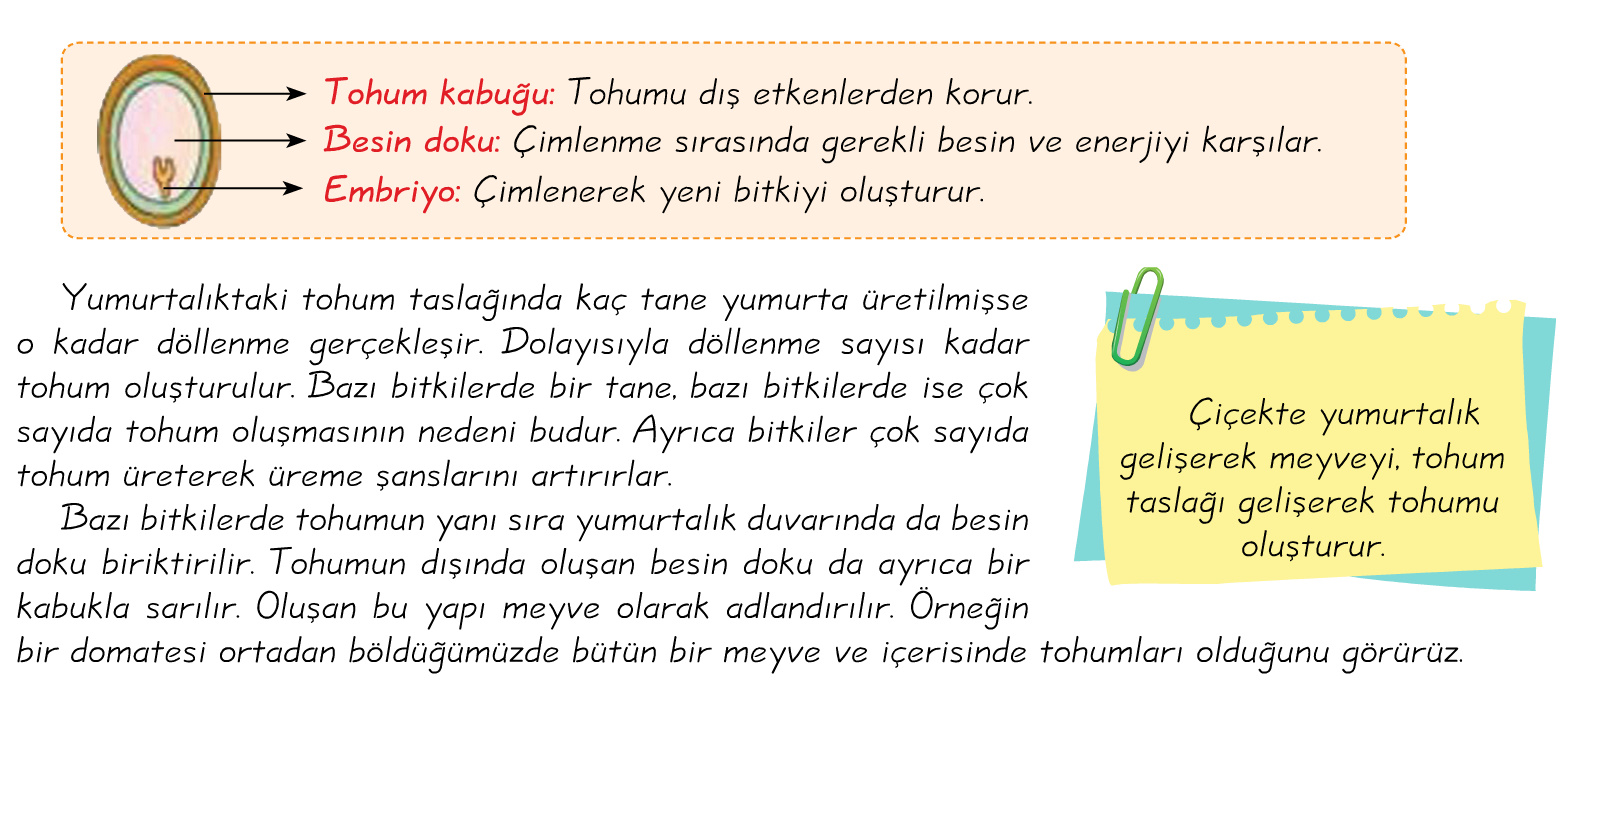 Tohum kabuğu: Tohumu dış etkenlerden korur.
Besin doku: Çimlenme sırasında gerekli besin ve enerjiyi karşılar.
Embriyo: Çimlenerek yeni bitkiyi oluşturur.
Yumurtalıktaki tohum taslağında kaç tane yumurta üretilmişse
o kadar döllenme gerçekleşir. Dolayısıyla döllenme sayısı kadar
tohum oluşturulur. Bazı bitkilerde bir tane, bazı bitkilerde ise çok
sayıda tohum oluşmasının nedeni budur. Ayrıca bitkiler çok sayıda
tohum üreterek üreme şanslarını artırırlar.
Bazı bitkilerde tohumun yanı sıra yumurtalık duvarında da besin
doku biriktirilir. Tohumun dışında oluşan besin doku da ayrıca bir
kabukla sarılır. Oluşan bu yapı meyve olarak adlandırılır. Örneğin
bir domatesi ortadan böldüğümüzde bütün bir meyve ve içerisinde tohumları olduğunu görürüz.
Çiçekte yumurtalık
gelişerek meyveyi, tohum
taslağı gelişerek tohumu
oluşturur.